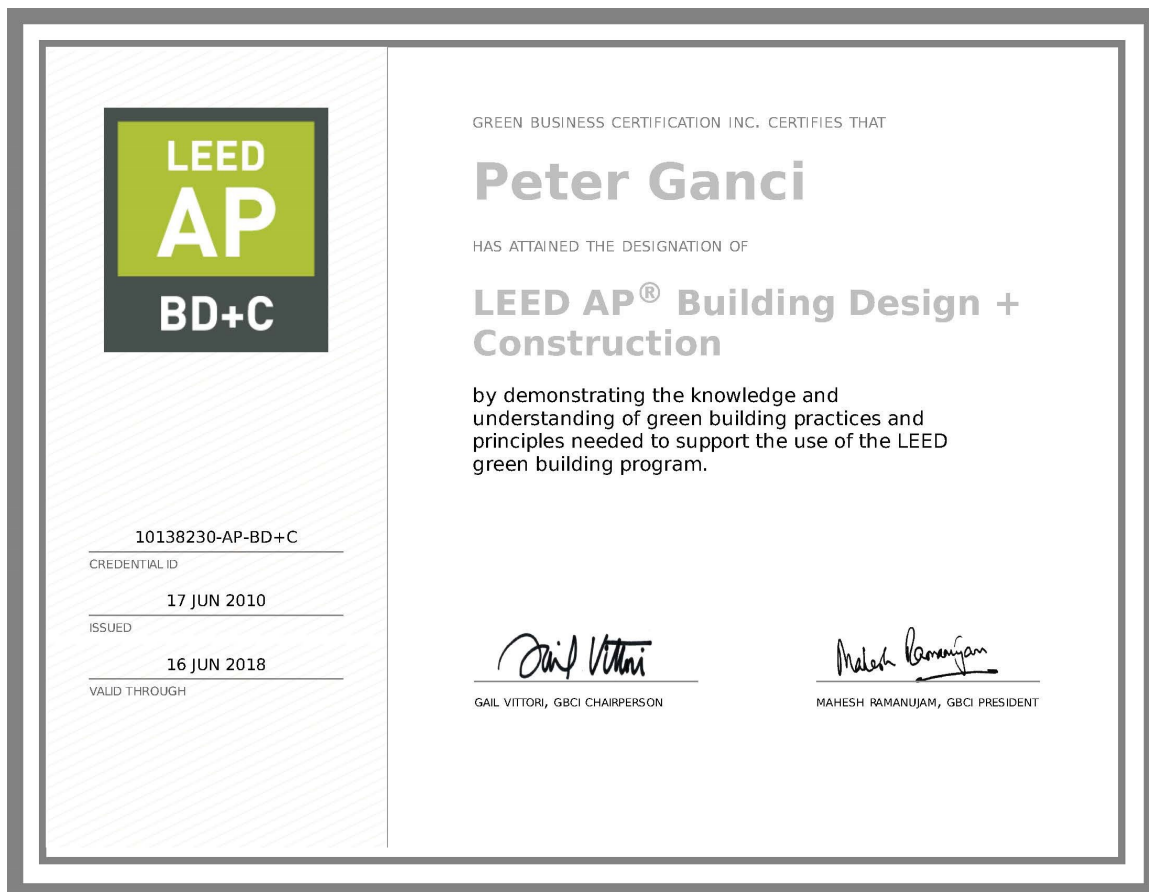 LEED
AP
BD+C
10138230-AP-BD+C
CREDENTIAL ID
17 JUN 2010
ISSUED
16 JUN 2018
VALID THROUGH
GREEN BUSINESS CERTIFICATION INC. CERTIFIES THAT
Peter Ganci
HAS ATTAINED THE DESIGNATION OF
LEED AP® Building Design +
Construction
by demonstrating the knowledge and
understanding of green building practices and
principles needed to support the use of the LEED
green building program.
Gail Vittori
GAIL VITTORI, GBCI CHAIRPERSON
Mahesh Ramanujam
MAHESH RAMANUJAM, GBCI PRESIDENT